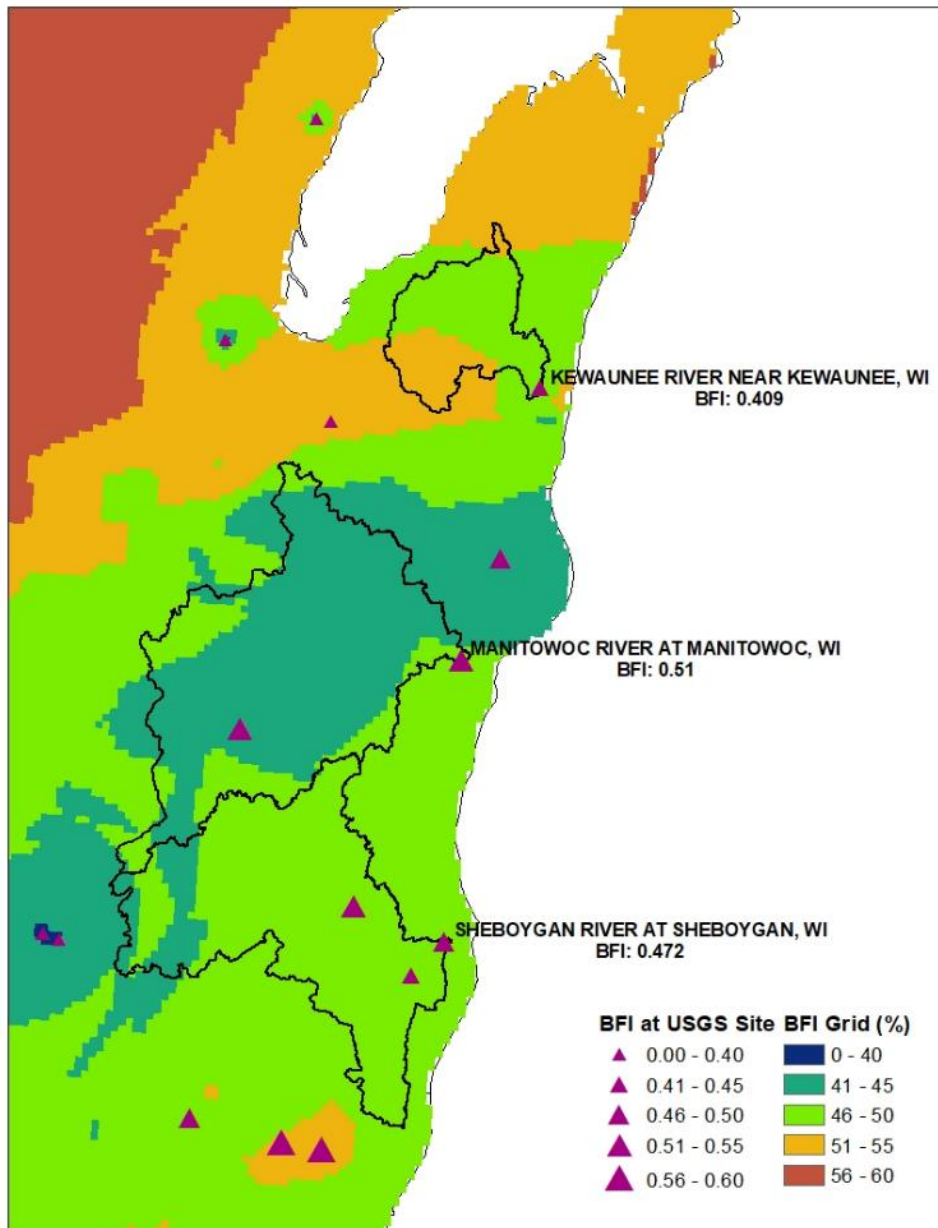 KEWAUNEE RIVER NEAR KEWAUNEE, WI
BFI: 0.409
MANITOWOC RIVER AT MANITOWOC, WI
BFI: 0.51
SHEBOYGAN RIVER AT SHEBOYGAN, WI
BFI: 0.472
BFI at USGS Site BFI Grid (%)
0.00 - 0.40 0 - 40
0.41 - 0.45 41 - 45
0.46 - 0.50 46 - 50
0.51 - 0.55 51 - 55
0.56 - 0.60 56 - 60